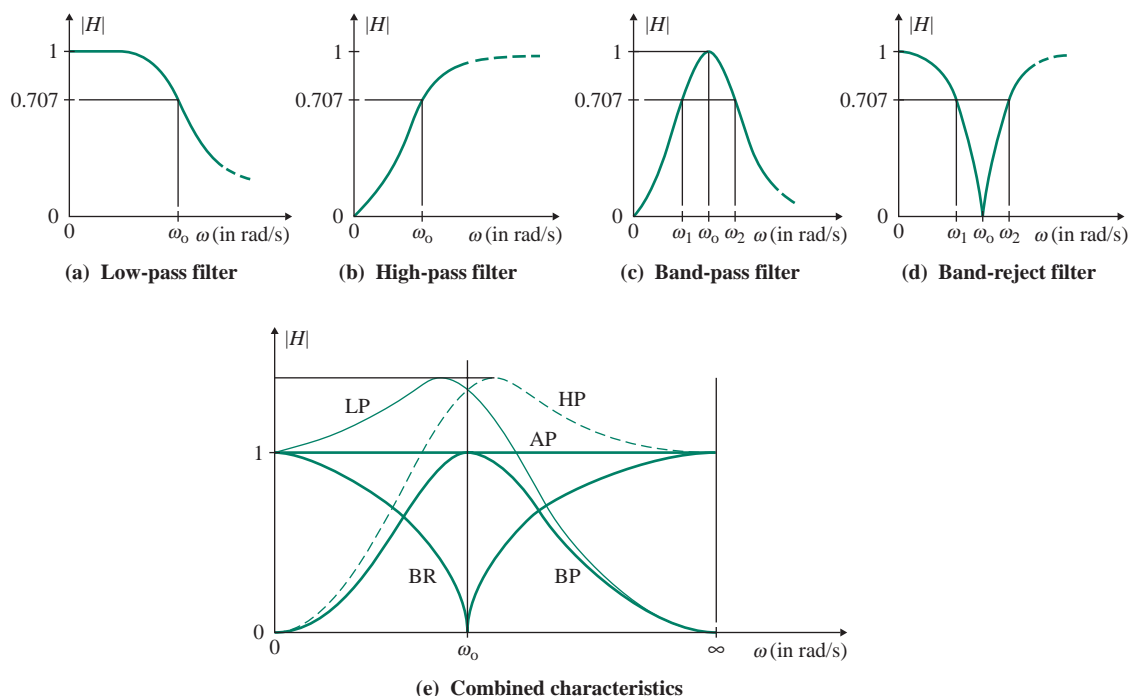 |H| |H| |H| |H|
1 1 1 1
0.707 0.707 0.707 0.707
0 0 0 0
0 ωo ω (in rad/s) 0 ωo ω (in rad/s) 0 ω1 ωo ω2 ω (in rad/s) 0 ω1 ωo ω2 ω (in rad/s)
(a) Low-pass filter (b) High-pass filter (c) Band-pass filter (d) Band-reject filter
|H|
LP HP
AP
1
BR BP
0
0 ωo ∞ ω (in rad/s)
(e) Combined characteristics